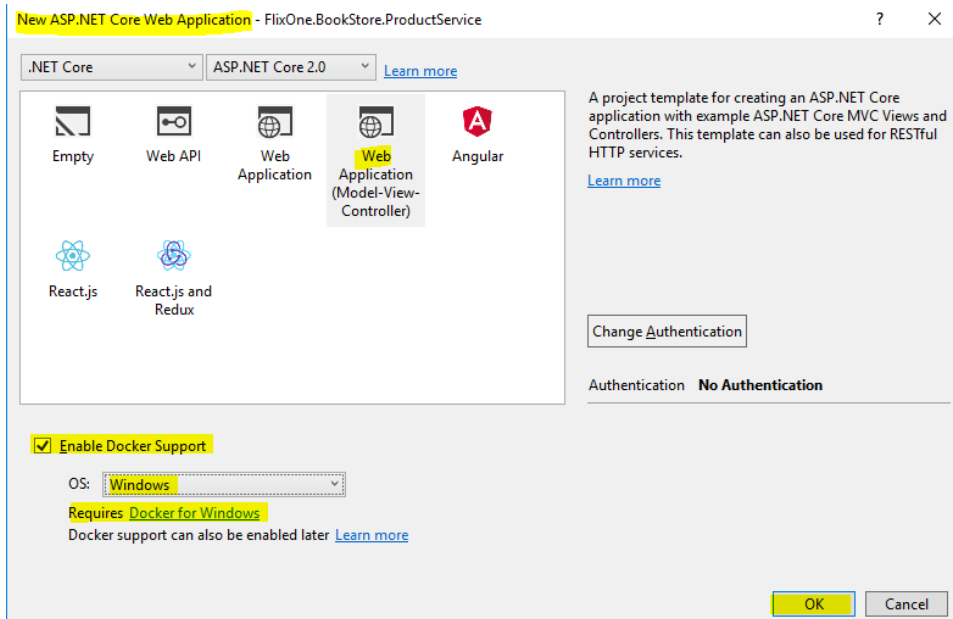 New ASP.NET Core Web Application - FlixOne.BookStore.ProductService
? ×
.NET Core ASP.NET Core 2.0 Learn more
Empty
Web API
Web
Application
Web
Application
(Model-View-
Controller)
Angular
React.js
React.js and
Redux
A project template for creating an ASP.NET Core
application with example ASP.NET Core MVC Views and
Controllers. This template can also be used for RESTful
HTTP services.
Learn more
Change Authentication
Authentication No Authentication
Enable Docker Support
OS: Windows
Requires Docker for Windows
Docker support can also be enabled later Learn more
OK Cancel